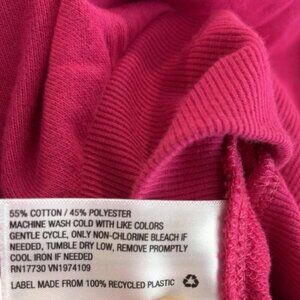 55% COTTON / 45% POLYESTER
MACHINE WASH COLD WITH LIKE COLORS
GENTLE CYCLE, ONLY NON-CHLORINE BLEACH IF
NEEDED, TUMBLE DRY LOW, REMOVE PROMPTLY
COOL IRON IF NEEDED
RN17730 VN1974109
LABEL MADE FROM 100% RECYCLED PLASTIC